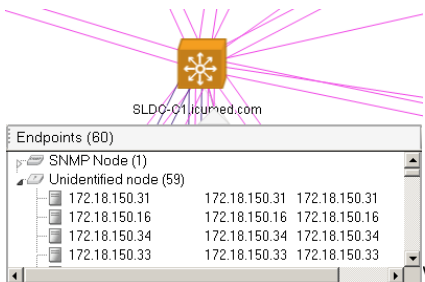 SLDC-C1.icumed.com
Endpoints (60)
SNMP Node (1)
Unidentified node (59)
172.18.150.31 172.18.150.31 172.18.150.31
172.18.150.16 172.18.150.16 172.18.150.16
172.18.150.34 172.18.150.34 172.18.150.34
172.18.150.33 172.18.150.33 172.18.150.33